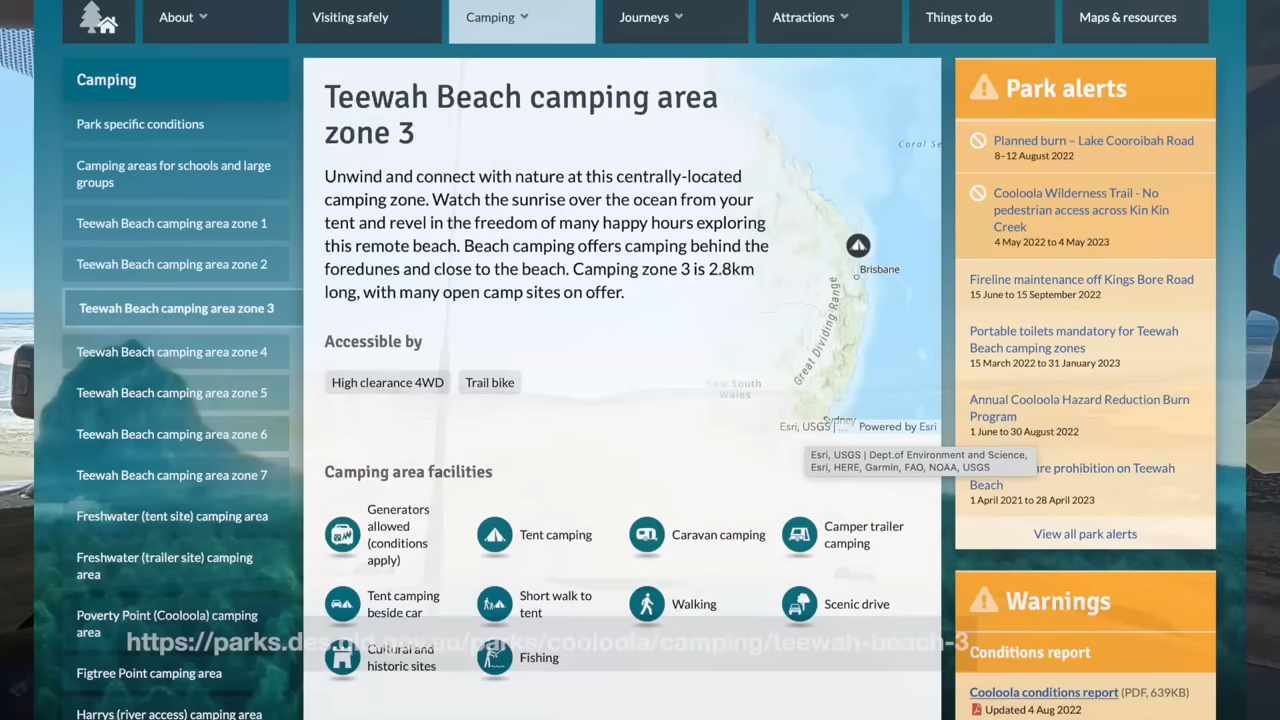 About
Visiting safely
Camping
Journeys
Attractions
Things to do
Maps & resources
Camping
Park specific conditions
Camping areas for schools and large
groups
Teewah Beach camping area zone 1
Teewah Beach camping area zone 2
Teewah Beach camping area zone 3
Teewah Beach camping area zone 4
Teewah Beach camping area zone 5
Teewah Beach camping area zone 6
Teewah Beach camping area zone 7
Freshwater (tent site) camping area
Freshwater (trailer site) camping
area
Poverty Point (Cooloola) camping
area
Figtree Point camping area
Harrys (river access) camping area
Teewah Beach camping area
zone 3
Unwind and connect with nature at this centrally-located
camping zone. Watch the sunrise over the ocean from your
tent and revel in the freedom of many happy hours exploring
this remote beach. Beach camping offers camping behind the
foredunes and close to the beach. Camping zone 3 is 2.8km
long, with many open camp sites on offer.
Accessible by
High clearance 4WD
Trail bike
Coral Se
Brisbane
Great Dividing Range
New South
Wales
Sydney
Esri, USGS | ...
Powered by Esri
Esri, USGS | Dept.of Environment and Science,
Esri, HERE, Garmin, FAO, NOAA, USGS
Camping area facilities
Generators
allowed
(conditions
apply)
Tent camping
Caravan camping
Camper trailer
camping
Tent camping
beside car
Short walk to
tent
Walking
Scenic drive
Cultural and
historic sites
Fishing
https://parks.des.qld.gov.au/parks/cooloola/camping/teewah-beach-3
Park alerts
Planned burn – Lake Cooroibah Road
8–12 August 2022
Cooloola Wilderness Trail - No
pedestrian access across Kin Kin
Creek
4 May 2022 to 4 May 2023
Fireline maintenance off Kings Bore Road
15 June to 15 September 2022
Portable toilets mandatory for Teewah
Beach camping zones
15 March 2022 to 31 January 2023
Annual Cooloola Hazard Reduction Burn
Program
1 June to 30 August 2022
ire prohibition on Teewah
Beach
1 April 2021 to 28 April 2023
View all park alerts
Warnings
Conditions report
Cooloola conditions report (PDF, 639KB)
Updated 4 Aug 2022